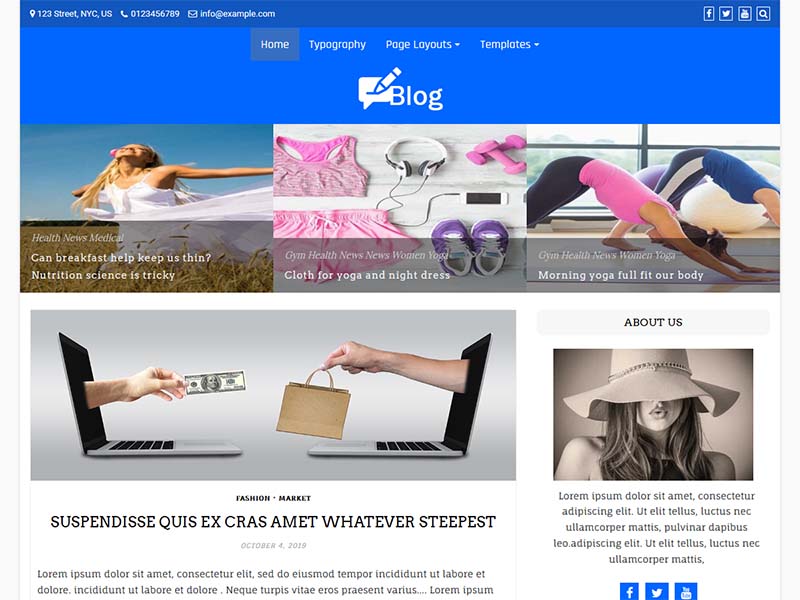 123 Street, NYC, US 0123456789 info@example.com
Home Typography Page Layouts Templates
Blog
Health News Medical
Can breakfast help keep us thin?
Nutrition science is tricky
Gym Health News News Women Yoga
Cloth for yoga and night dress
Gym Health News Women Yoga
Morning yoga full fit our body
FASHION • MARKET
SUSPENDISSE QUIS EX CRAS AMET WHATEVER STEEPEST
OCTOBER 4, 2019
Lorem ipsum dolor sit amet, consectetur elit, sed do eiusmod tempor incididunt ut labore et
dolore. incididunt ut labore et dolore . Neque turpis vitae eros praesent varius.... Lorem ipsum
ABOUT US
Lorem ipsum dolor sit amet, consectetur
adipiscing elit. Ut elit tellus, luctus nec
ullamcorper mattis, pulvinar dapibus
leo.adipiscing elit. Ut elit tellus, luctus nec
ullamcorper mattis,